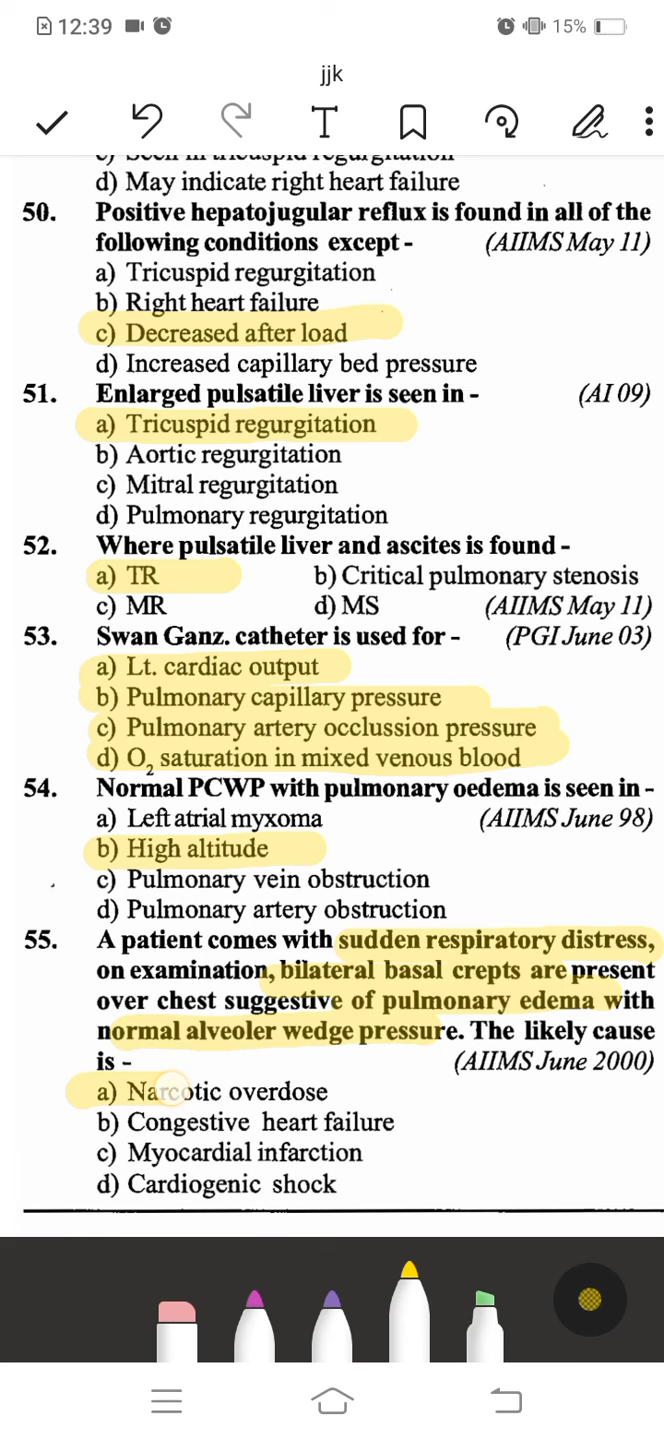 12:39
15%
jjk
T
c) Seen in tricuspid regurgitation
d) May indicate right heart failure
50. Positive hepatojugular reflux is found in all of the
following conditions except - (AIIMS May 11)
a) Tricuspid regurgitation
b) Right heart failure
c) Decreased after load
d) Increased capillary bed pressure
51. Enlarged pulsatile liver is seen in - (AI 09)
a) Tricuspid regurgitation
b) Aortic regurgitation
c) Mitral regurgitation
d) Pulmonary regurgitation
52. Where pulsatile liver and ascites is found -
a) TR b) Critical pulmonary stenosis
c) MR d) MS (AIIMS May 11)
53. Swan Ganz. catheter is used for - (PGI June 03)
a) Lt. cardiac output
b) Pulmonary capillary pressure
c) Pulmonary artery occlussion pressure
d) O2 saturation in mixed venous blood
54. Normal PCWP with pulmonary oedema is seen in -
a) Left atrial myxoma (AIIMS June 98)
b) High altitude
c) Pulmonary vein obstruction
d) Pulmonary artery obstruction
55. A patient comes with sudden respiratory distress,
on examination, bilateral basal crepts are present
over chest suggestive of pulmonary edema with
normal alveoler wedge pressure. The likely cause
is - (AIIMS June 2000)
a) Narcotic overdose
b) Congestive heart failure
c) Myocardial infarction
d) Cardiogenic shock